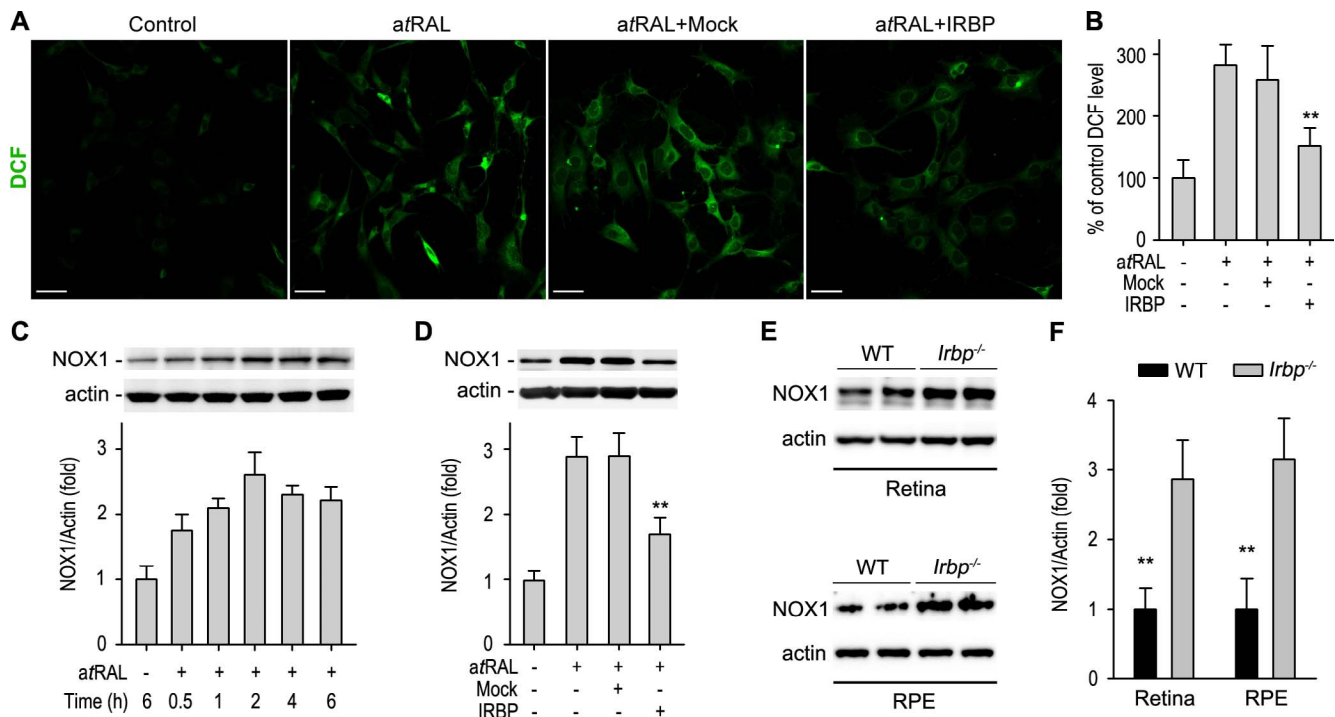 A
Control
atRAL
atRAL+Mock
atRAL+IRBP
DCF
B
% of control DCF level
300
200
150
100
0
atRAL - + + +
Mock - - + -
IRBP - - - +
**
C
NOX1 -
actin -
NOX1/Actin (fold)
3
2
1
0
atRAL - + + + + +
Time (h) 6 0.5 1 2 4 6
D
NOX1 -
actin -
NOX1/Actin (fold)
3
2
1
0
**
atRAL - + + +
Mock - - + -
IRBP - - - +
E
WT Irbp-/-
NOX1
actin
Retina
WT Irbp-/-
NOX1
actin
RPE
F
WT Irbp-/-
NOX1/Actin (fold)
4
3
2
1
0
** **
Retina RPE